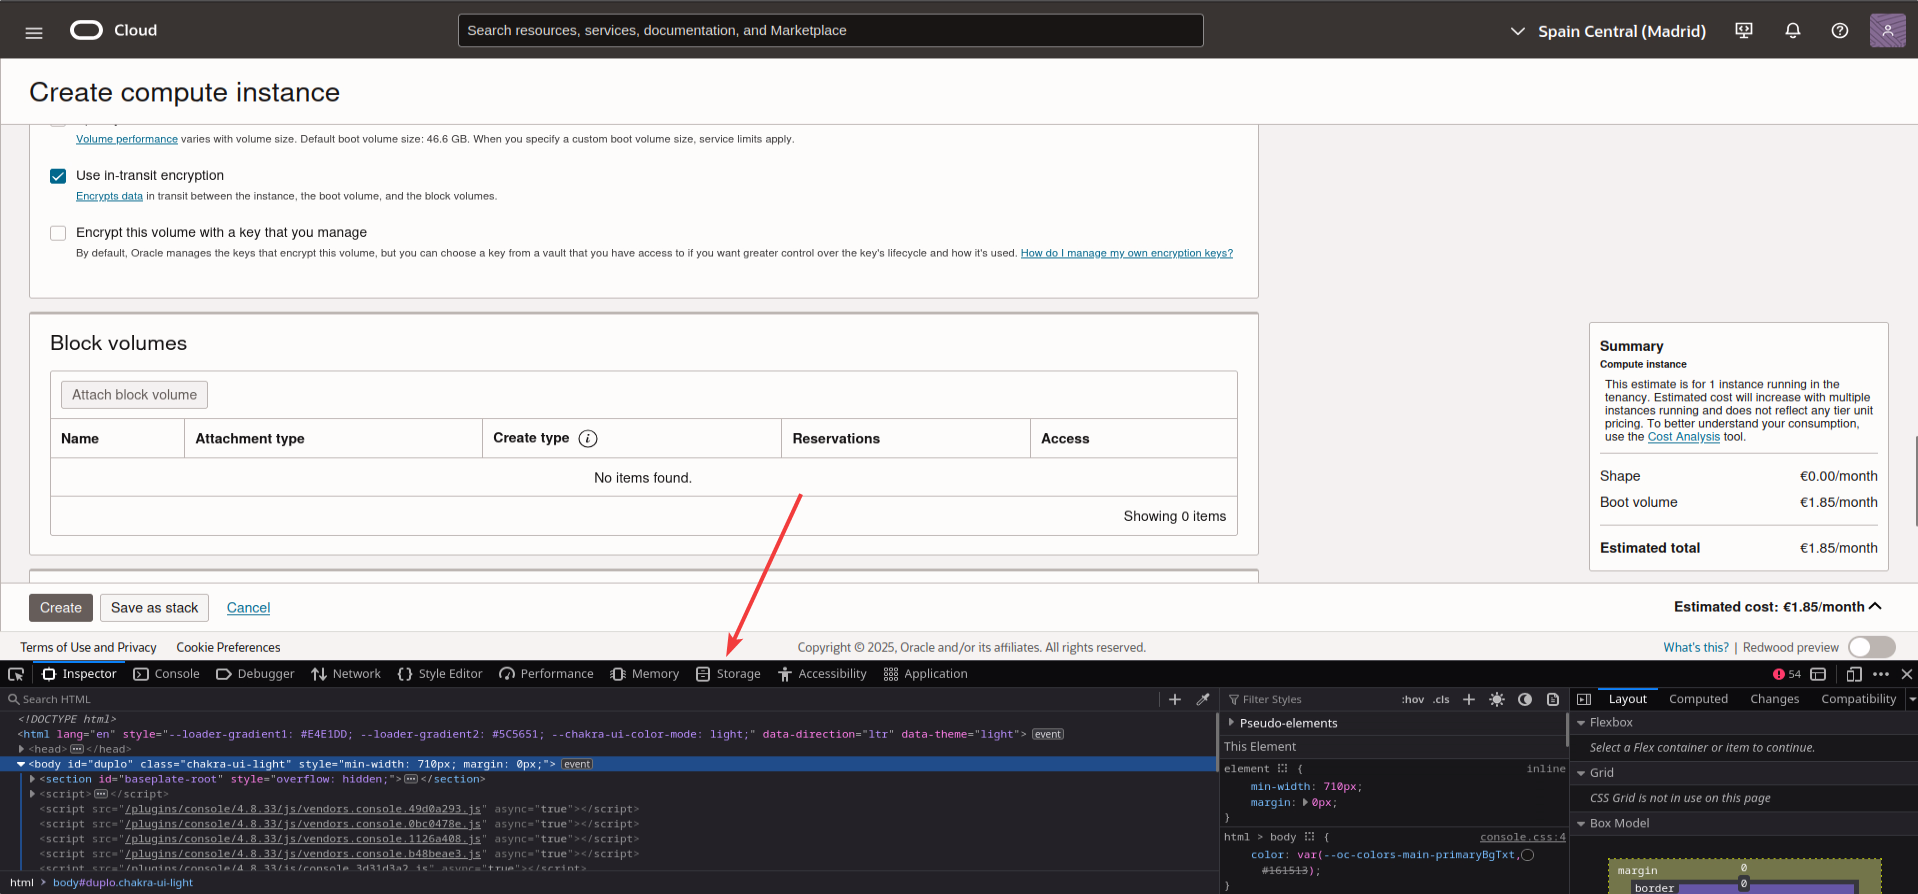 Cloud
Search resources, services, documentation, and Marketplace
Spain Central (Madrid)
Create compute instance
Volume performance varies with volume size. Default boot volume size: 46.6 GB. When you specify a custom boot volume size, service limits apply.
Use in-transit encryption
Encrypts data in transit between the instance, the boot volume, and the block volumes.
Encrypt this volume with a key that you manage
By default, Oracle manages the keys that encrypt this volume, but you can choose a key from a vault that you have access to if you want greater control over the key's lifecycle and how it's used. How do I manage my own encryption keys?
Block volumes
Attach block volume
Name Attachment type Create type i Reservations Access
No items found.
Showing 0 items
Summary
Compute instance
This estimate is for 1 instance running in the
tenancy. Estimated cost will increase with multiple
instances running and does not reflect any tier unit
pricing. To better understand your consumption,
use the Cost Analysis tool.
Shape €0.00/month
Boot volume €1.85/month
Estimated total €1.85/month
Create Save as stack Cancel
Estimated cost: €1.85/month
Terms of Use and Privacy Cookie Preferences
Copyright © 2025, Oracle and/or its affiliates. All rights reserved.
What's this? | Redwood preview
Inspector Console Debugger Network Style Editor Performance Memory Storage Accessibility Application
54
Search HTML
<!DOCTYPE html>
<html lang="en" style="--loader-gradient1: #E4E1DD; --loader-gradient2: #5C5651; --chakra-ui-color-mode: light;" data-direction="ltr" data-theme="light"> event
<head></head>
<body id="duplo" class="chakra-ui-light" style="min-width: 710px; margin: 0px;"> event
<section id="baseplate-root" style="overflow: hidden;"></section>
<script></script>
<script src="/plugins/console/4.8.33/js/vendors.console.49d0a293.js" async="true"></script>
<script src="/plugins/console/4.8.33/js/vendors.console.0bc0478e.js" async="true"></script>
<script src="/plugins/console/4.8.33/js/vendors.console.1126a408.js" async="true"></script>
<script src="/plugins/console/4.8.33/js/vendors.console.b48beae3.js" async="true"></script>
<script src="/plugins/console/4.8.33/js/console.3d31d3a2.js" async="true"></script>
html > body#duplo.chakra-ui-light
Filter Styles :hov .cls
Pseudo-elements
This Element
element { inline
min-width: 710px;
margin: 0px;
}
html > body { console.css:4
color: var(--oc-colors-main-primaryBgTxt,
#161513);
}
Layout Computed Changes Compatibility
Flexbox
Select a Flex container or item to continue.
Grid
CSS Grid is not in use on this page
Box Model
margin 0
border 0